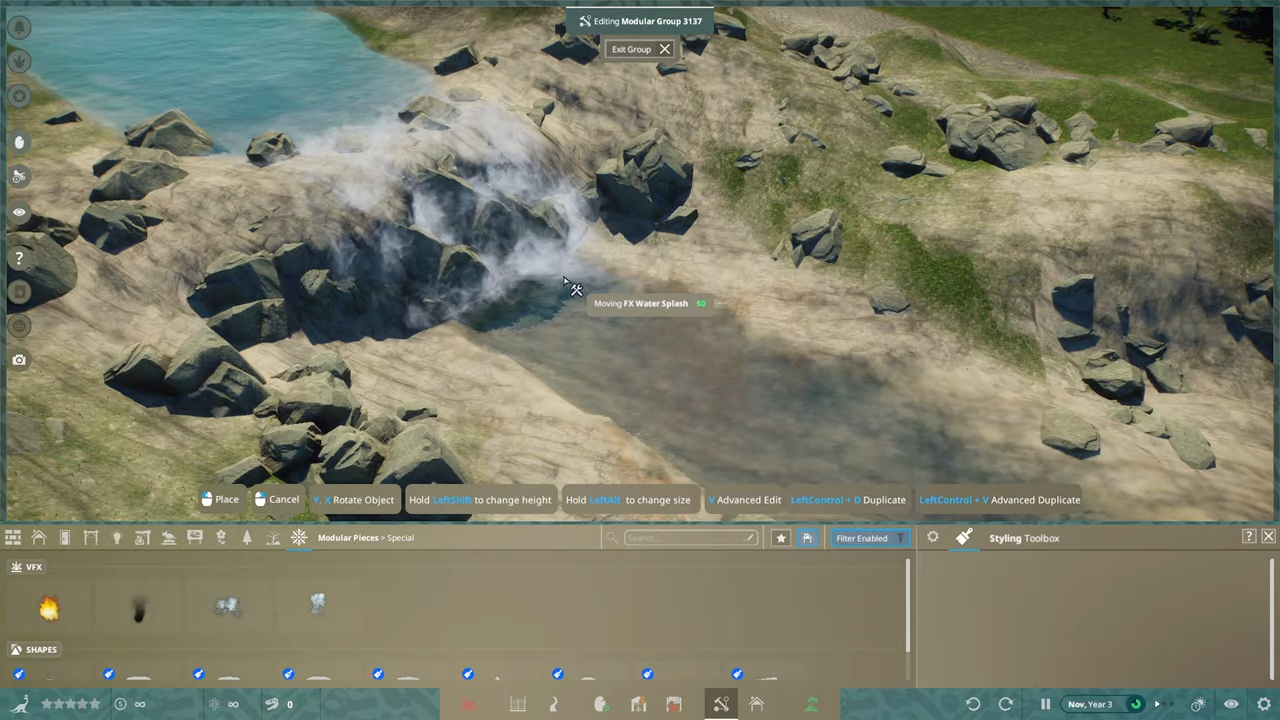 Editing Modular Group 3137
Exit Group
Moving FX Water Splash $0
Place
Cancel
Y, X Rotate Object
Hold LeftShift to change height
Hold LeftAlt to change size
V Advanced Edit
LeftControl + D Duplicate
LeftControl + V Advanced Duplicate
Modular Pieces > Special
Search...
Filter Enabled
Styling Toolbox
?
VFX
SHAPES
∞
∞
0
Nov, Year 3